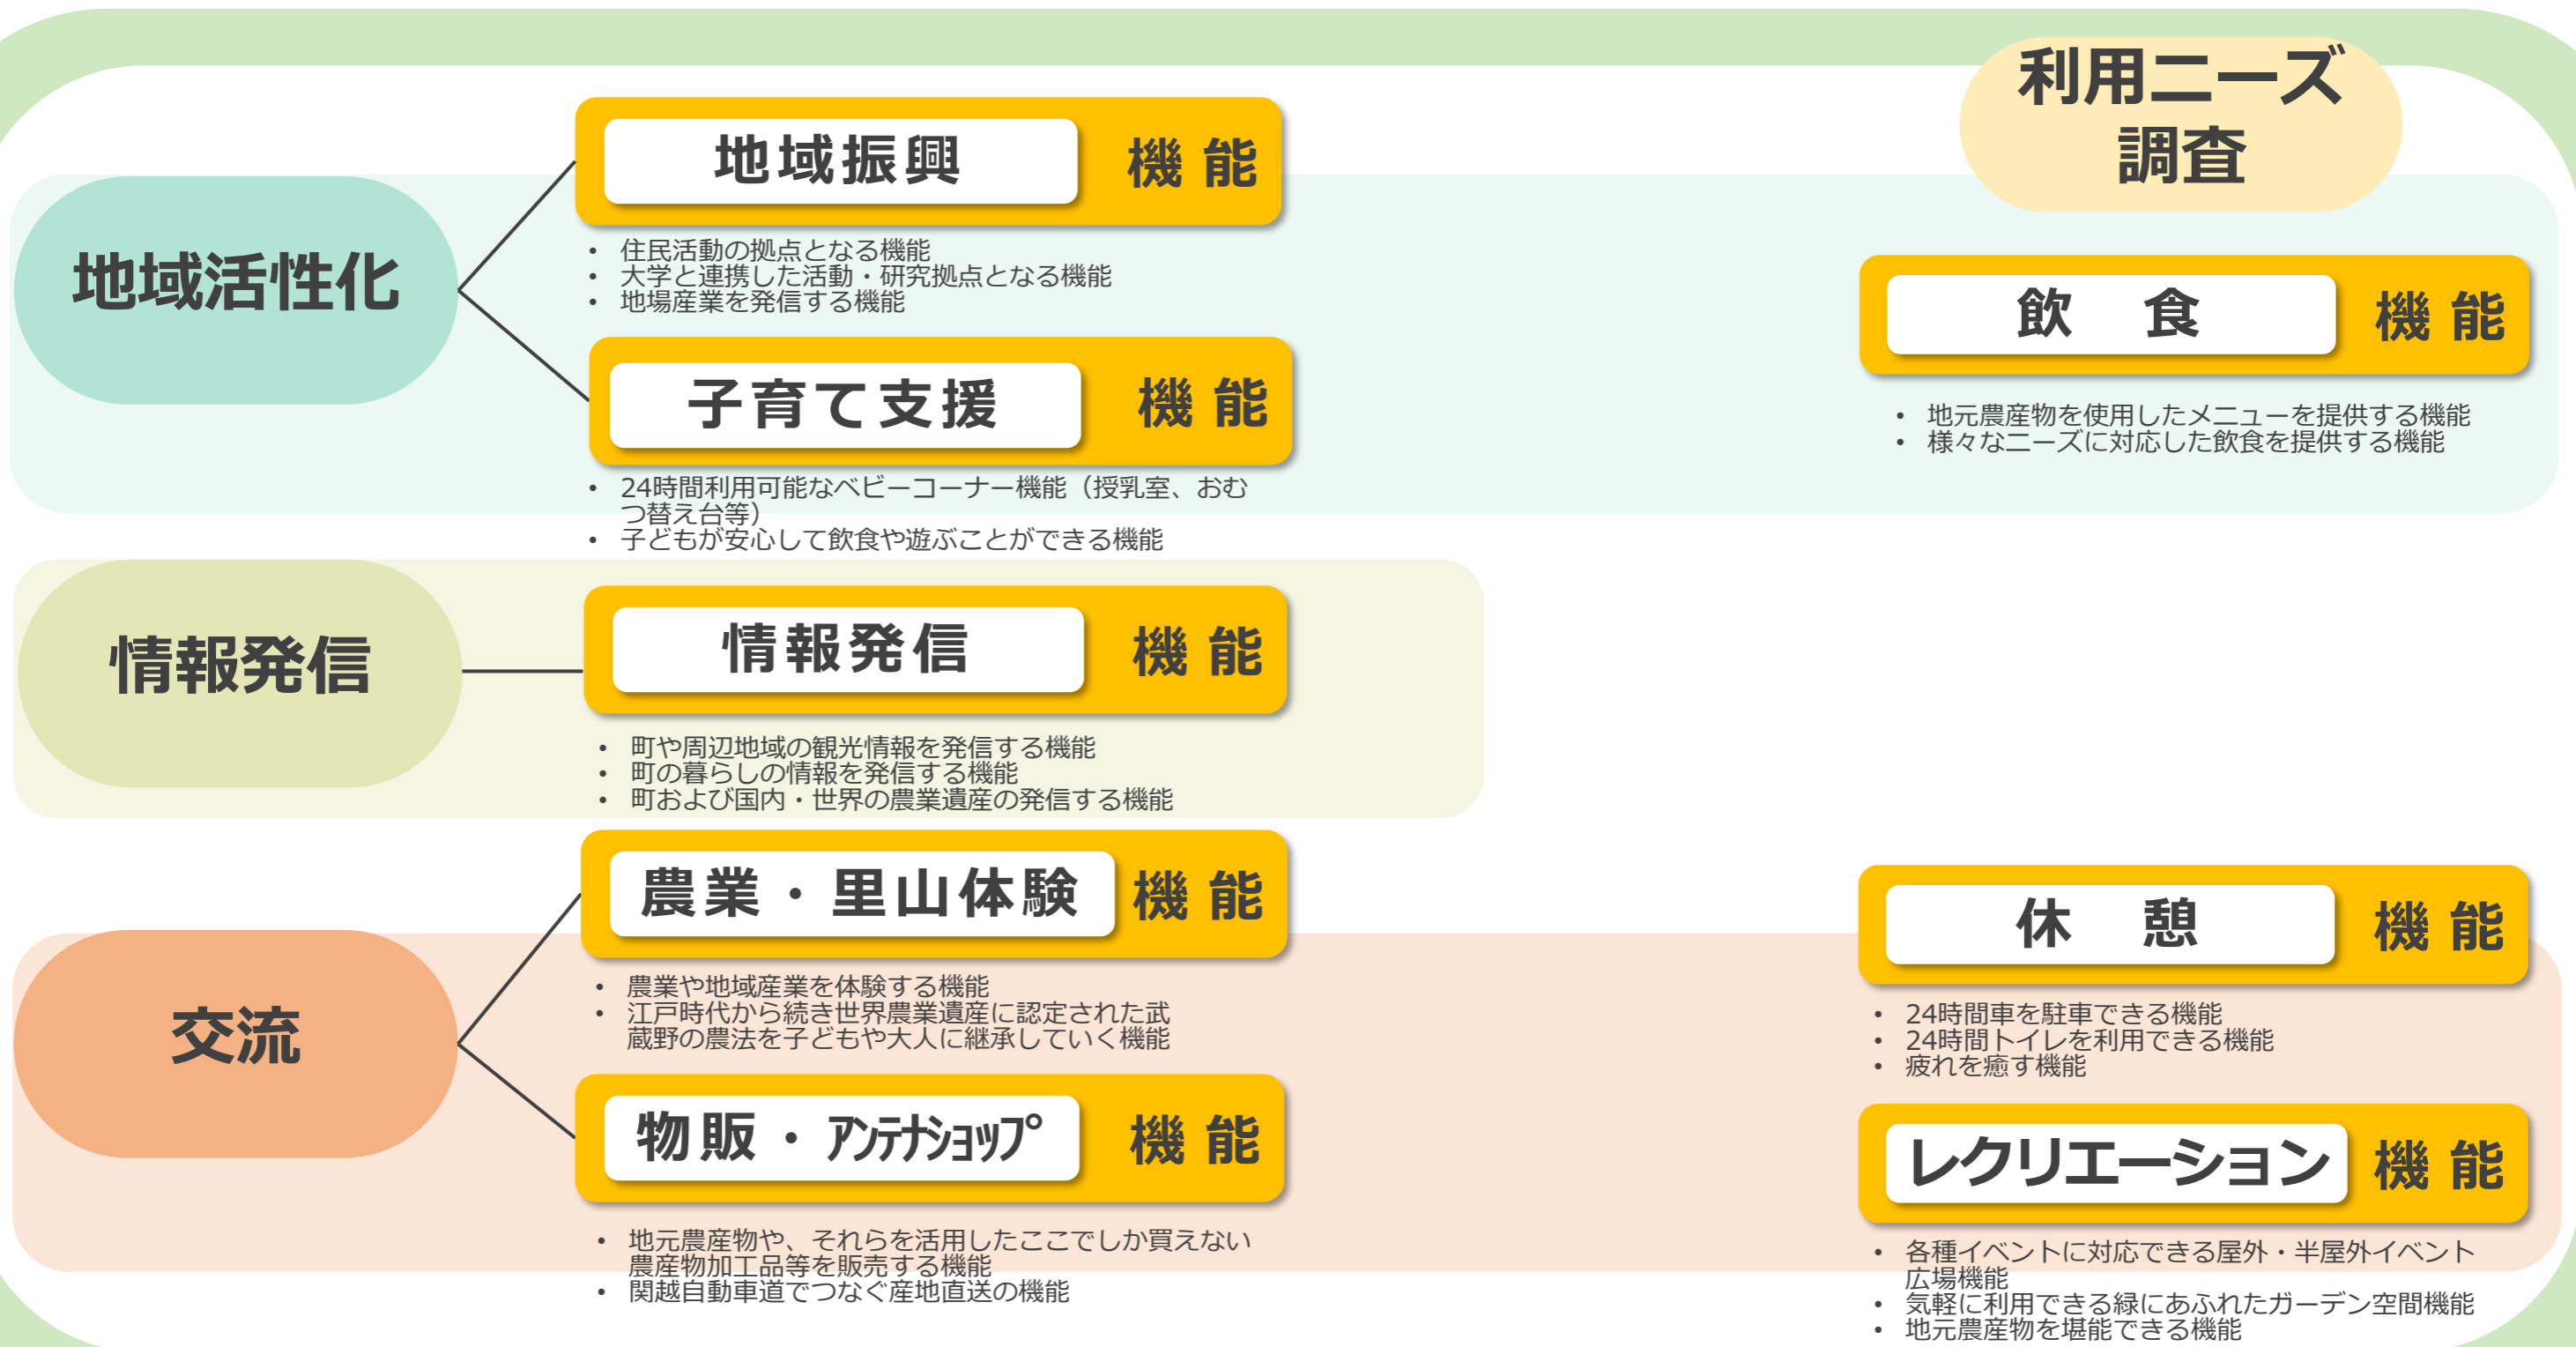 利用ニーズ
調査
地域活性化
地域振興 機能
• 住民活動の拠点となる機能
• 大学と連携した活動・研究拠点となる機能
• 地場産業を発信する機能
子育て支援 機能
• 24時間利用可能なベビーコーナー機能（授乳室、おむ
つ替え台等）
• 子どもが安心して飲食や遊ぶことができる機能
飲 食 機能
• 地元農産物を使用したメニューを提供する機能
• 様々なニーズに対応した飲食を提供する機能
情報発信
情報発信 機能
• 町や周辺地域の観光情報を発信する機能
• 町の暮らしの情報を発信する機能
• 町および国内・世界の農業遺産の発信する機能
交流
農業・里山体験 機能
• 農業や地域産業を体験する機能
• 江戸時代から続き世界農業遺産に認定された武
蔵野の農法を子どもや大人に継承していく機能
物販・ｱﾝﾃﾅｼｮｯﾌﾟ 機能
• 地元農産物や、それらを活用したここでしか買えない
農産物加工品等を販売する機能
• 関越自動車道でつなぐ産地直送の機能
休 憩 機能
• 24時間車を駐車できる機能
• 24時間トイレを利用できる機能
• 疲れを癒す機能
レクリエーション 機能
• 各種イベントに対応できる屋外・半屋外イベント
広場機能
• 気軽に利用できる緑にあふれたガーデン空間機能
• 地元農産物を堪能できる機能